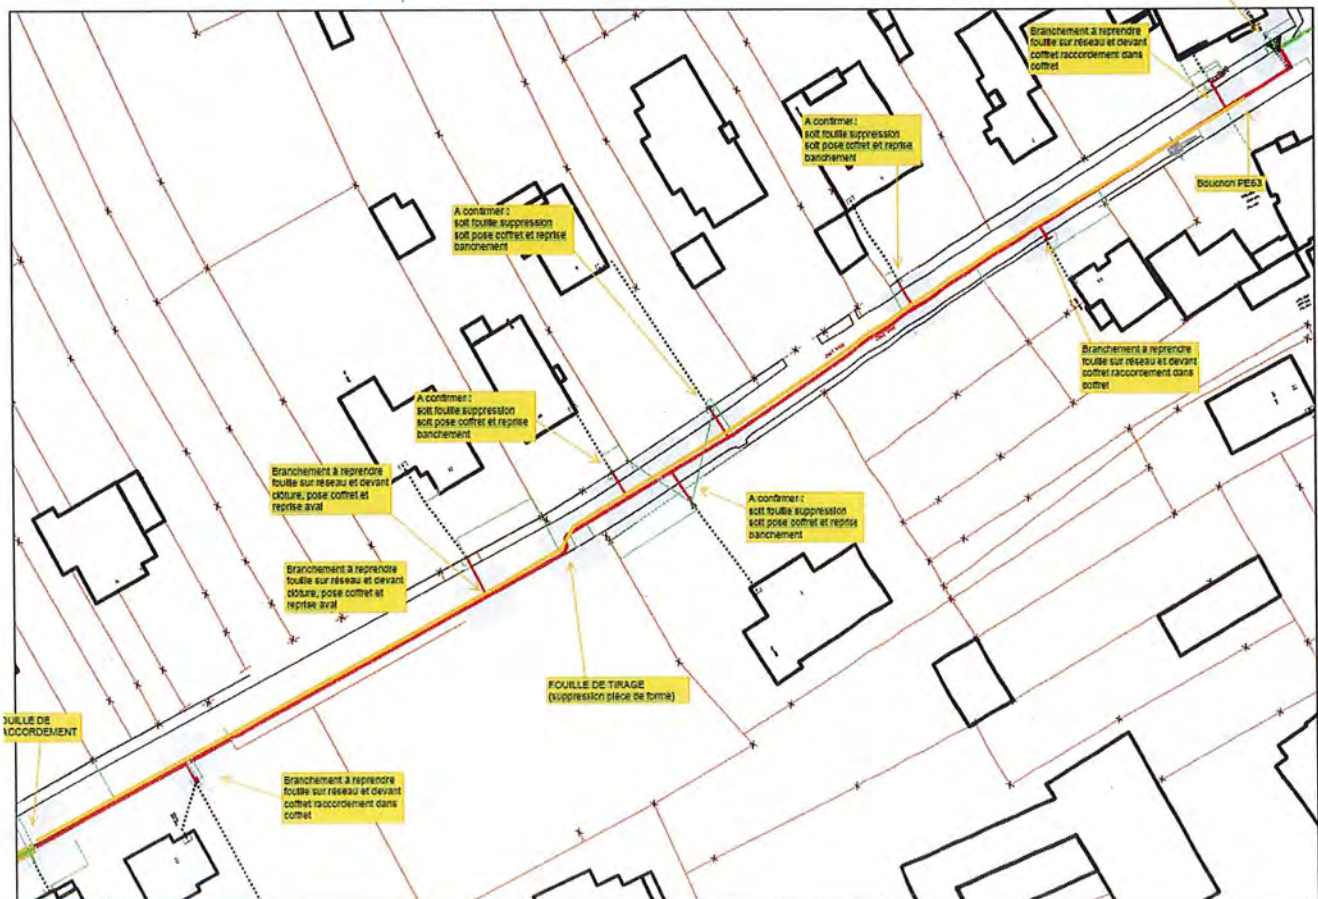 Branchement à reprendre
fouille sur réseau et devant
coffret raccordement dans
coffret
A confirmer :
soit fouille suppression
soit pose coffret et reprise
banchement
Bouchon PE63
A confirmer :
soit fouille suppression
soit pose coffret et reprise
banchement
Branchement à reprendre
fouille sur réseau et devant
coffret raccordement dans
coffret
A confirmer :
soit fouille suppression
soit pose coffret et reprise
banchement
Branchement à reprendre
fouille sur réseau et devant
clôture, pose coffret et
reprise aval
A confirmer :
soit fouille suppression
soit pose coffret et reprise
banchement
Branchement à reprendre
fouille sur réseau et devant
clôture, pose coffret et
reprise aval
FOUILLE DE TIRAGE
(suppression pièce de forme)
OUILLE DE
ACCORDEMENT
Branchement à reprendre
fouille sur réseau et devant
coffret raccordement dans
coffret